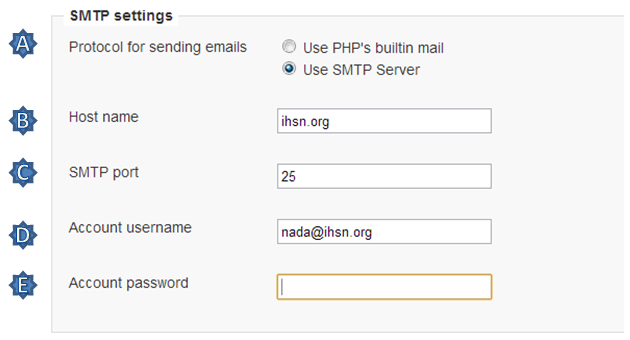 SMTP settings
A Protocol for sending emails Use PHP's builtin mail
Use SMTP Server
B Host name ihsn.org
C SMTP port 25
D Account username nada@ihsn.org
E Account password